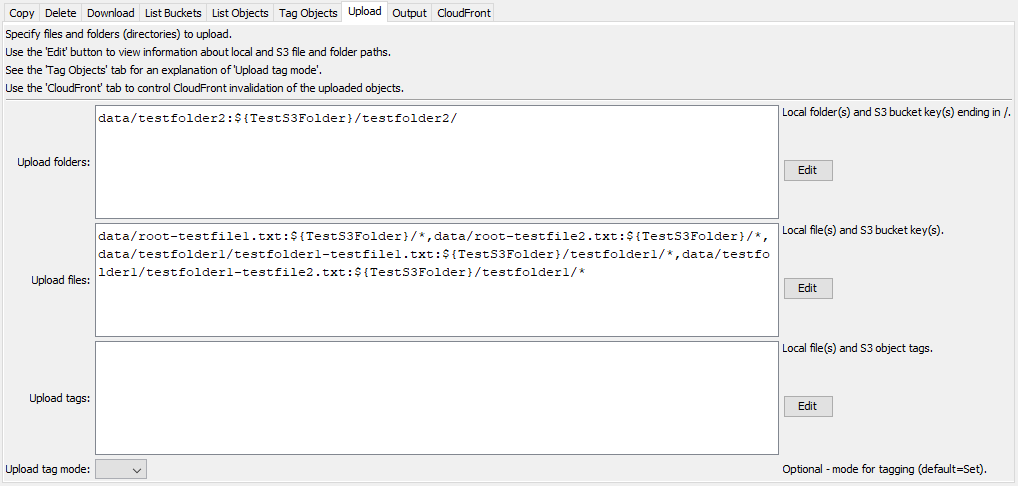 Copy Delete Download List Buckets List Objects Tag Objects Upload Output CloudFront
Specify files and folders (directories) to upload.
Use the 'Edit' button to view information about local and S3 file and folder paths.
See the 'Tag Objects' tab for an explanation of 'Upload tag mode'.
Use the 'CloudFront' tab to control CloudFront invalidation of the uploaded objects.
Upload folders:
data/testfolder2:${TestS3Folder}/testfolder2/
Local folder(s) and S3 bucket key(s) ending in /.
Edit
Upload files:
data/root-testfile1.txt:${TestS3Folder}/*,data/root-testfile2.txt:${TestS3Folder}/*,
data/testfolder1/testfolder1-testfile1.txt:${TestS3Folder}/testfolder1/*,data/testfo
lder1/testfolder1-testfile2.txt:${TestS3Folder}/testfolder1/*
Local file(s) and S3 bucket key(s).
Edit
Upload tags:
Local file(s) and S3 object tags.
Edit
Upload tag mode:
Optional - mode for tagging (default=Set).